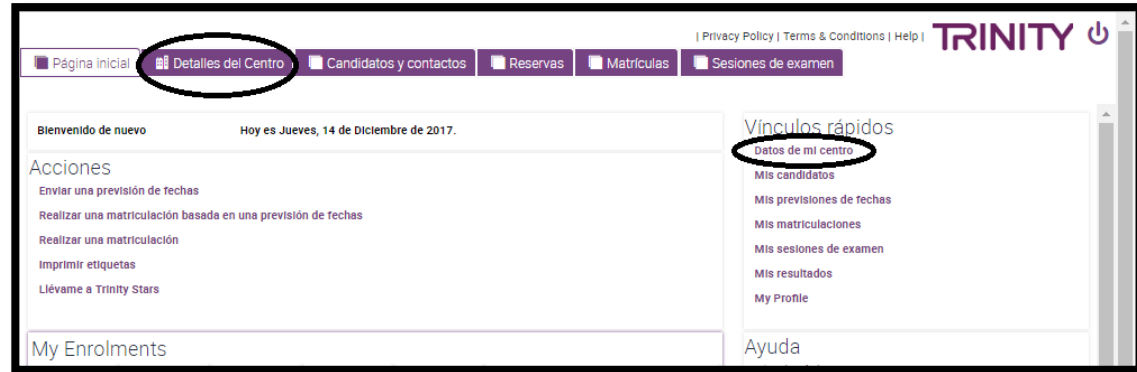 | Privacy Policy | Terms & Conditions | Help | TRINITY
Página inicial Detalles del Centro Candidatos y contactos Reservas Matrículas Sesiones de examen
Bienvenido de nuevo Hoy es Jueves, 14 de Diciembre de 2017.
Acciones
Enviar una previsión de fechas
Realizar una matriculación basada en una previsión de fechas
Realizar una matriculación
Imprimir etiquetas
Llévame a Trinity Stars
My Enrolments
Vínculos rápidos
Datos de mi centro
Mis candidatos
Mis previsiones de fechas
Mis matriculaciones
Mis sesiones de examen
Mis resultados
My Profile
Ayuda